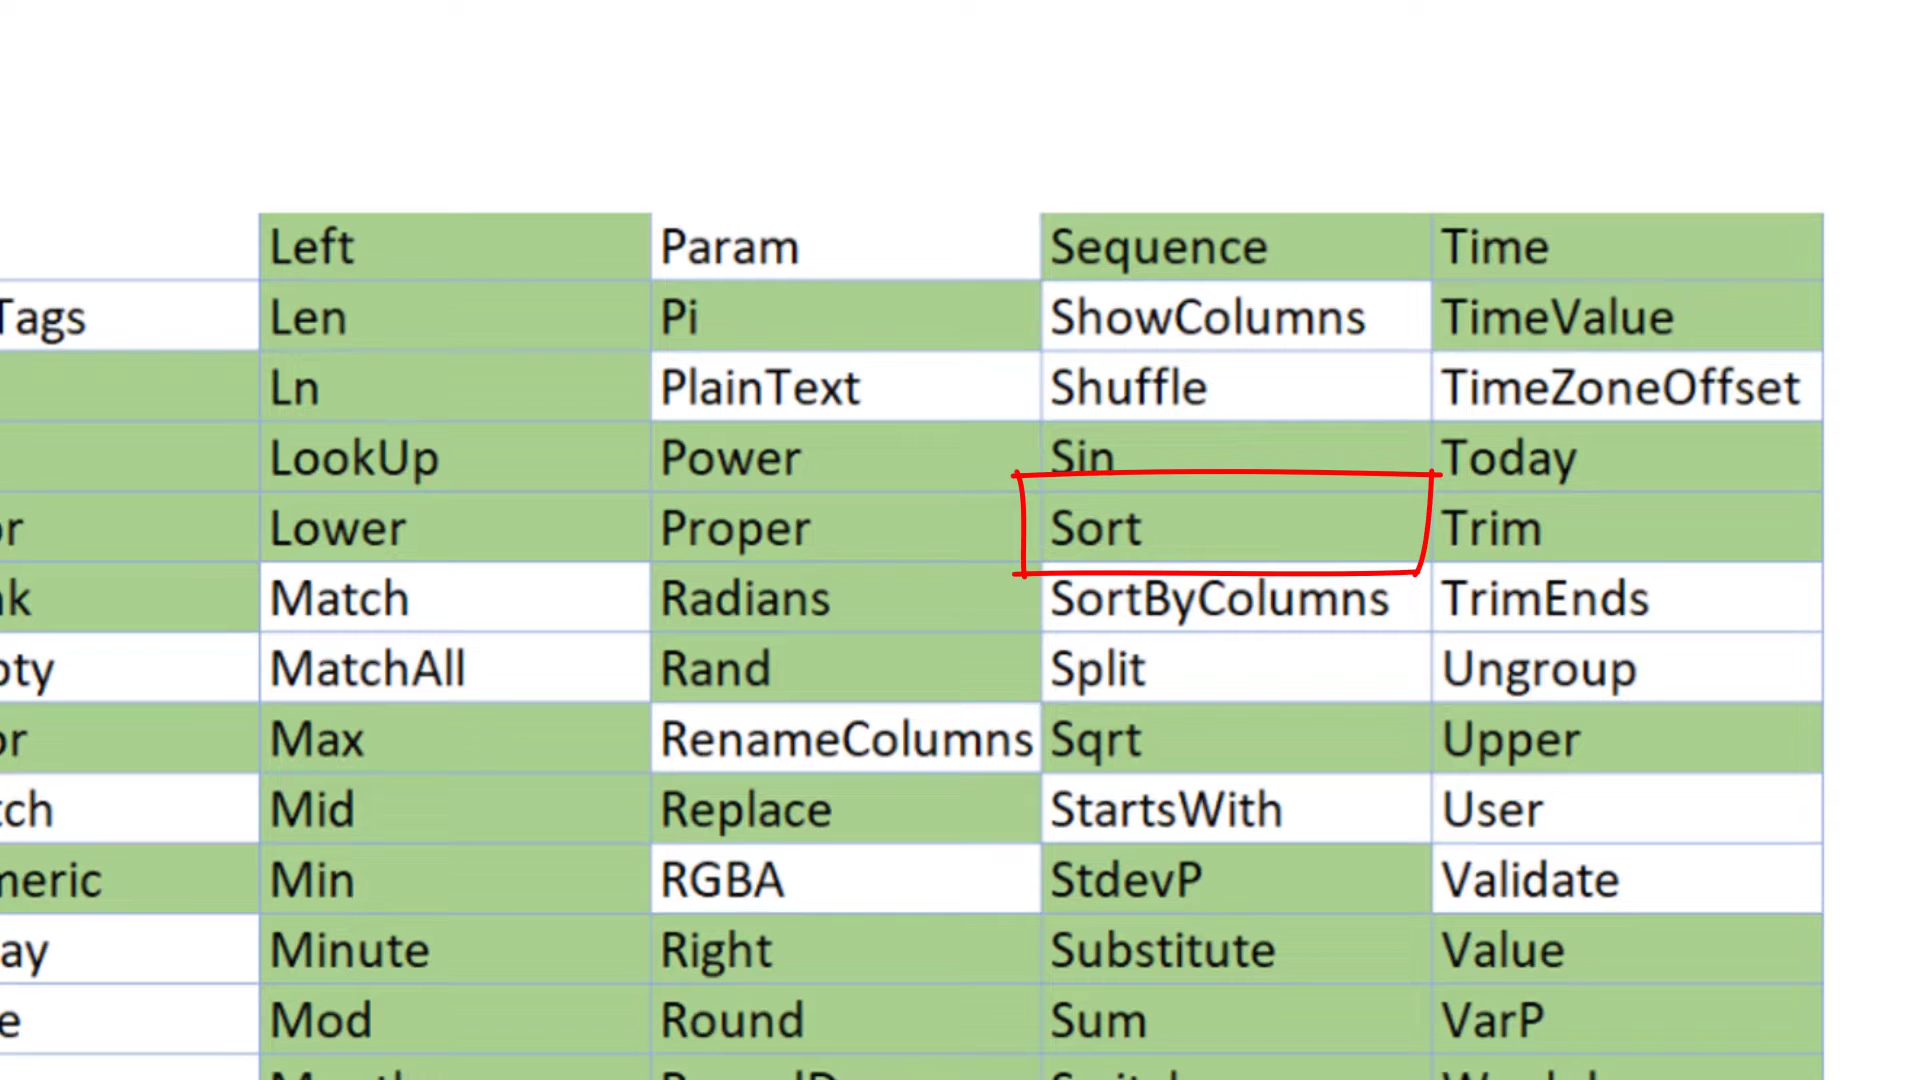 Left Param Sequence Time
Tags Len Pi ShowColumns TimeValue
Ln PlainText Shuffle TimeZoneOffset
LookUp Power Sin Today
Lower Proper Sort Trim
Match Radians SortByColumns TrimEnds
MatchAll Rand Split Ungroup
Max RenameColumns Sqrt Upper
Mid Replace StartsWith User
Min RGBA StdevP Validate
Minute Right Substitute Value
Mod Round Sum VarP